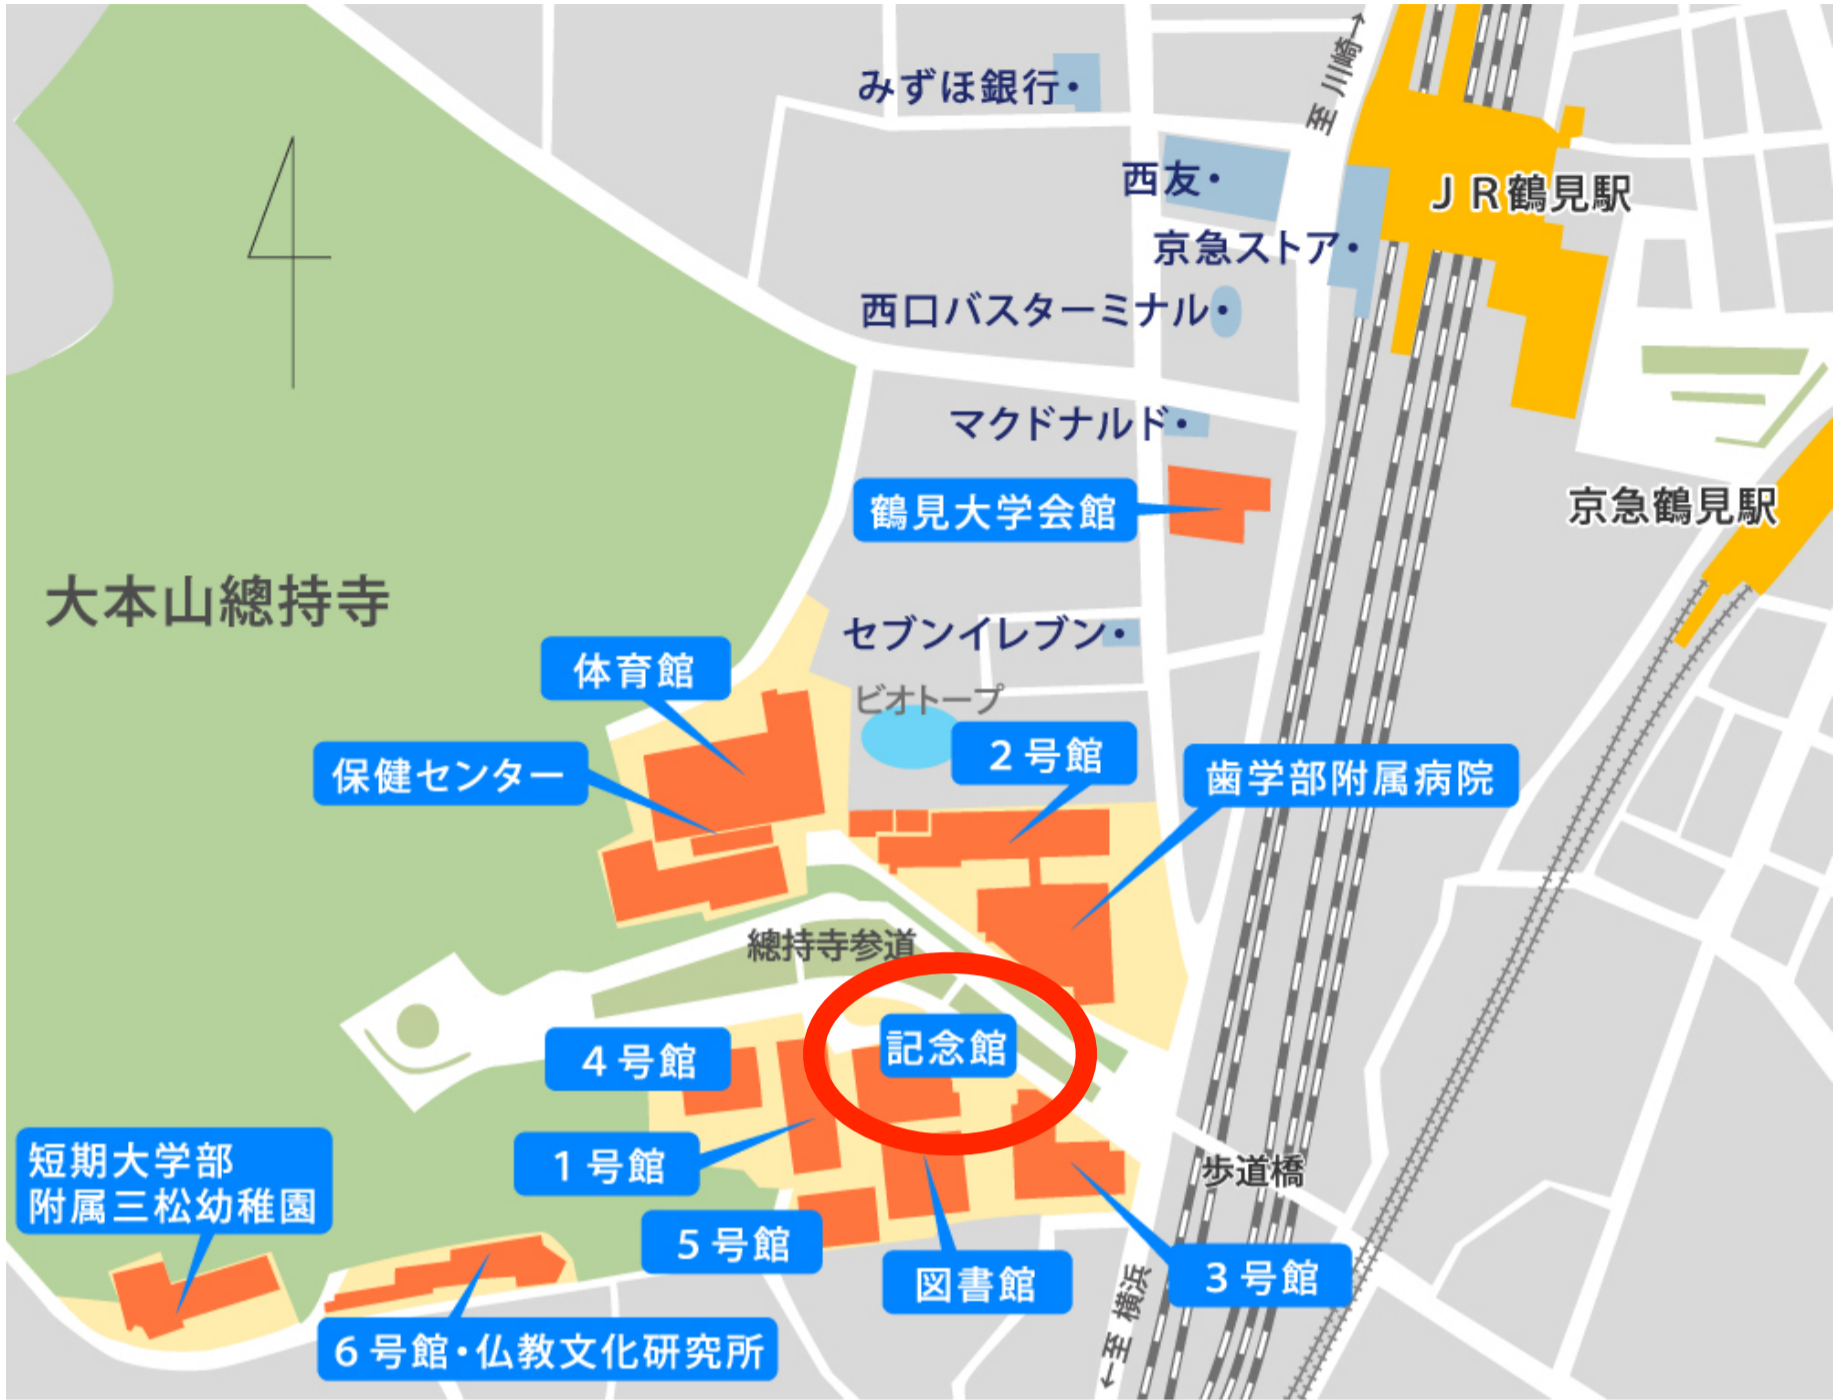 みずほ銀行
至 川崎→
西友
JR鶴見駅
京急ストア
西口バスターミナル
マクドナルド
鶴見大学会館
京急鶴見駅
大本山總持寺
セブンイレブン
体育館
ビオトープ
2号館
保健センター
歯学部附属病院
總持寺参道
記念館
4号館
1号館
短期大学部
附属三松幼稚園
歩道橋
5号館
図書館
3号館
←至 横浜
6号館・仏教文化研究所